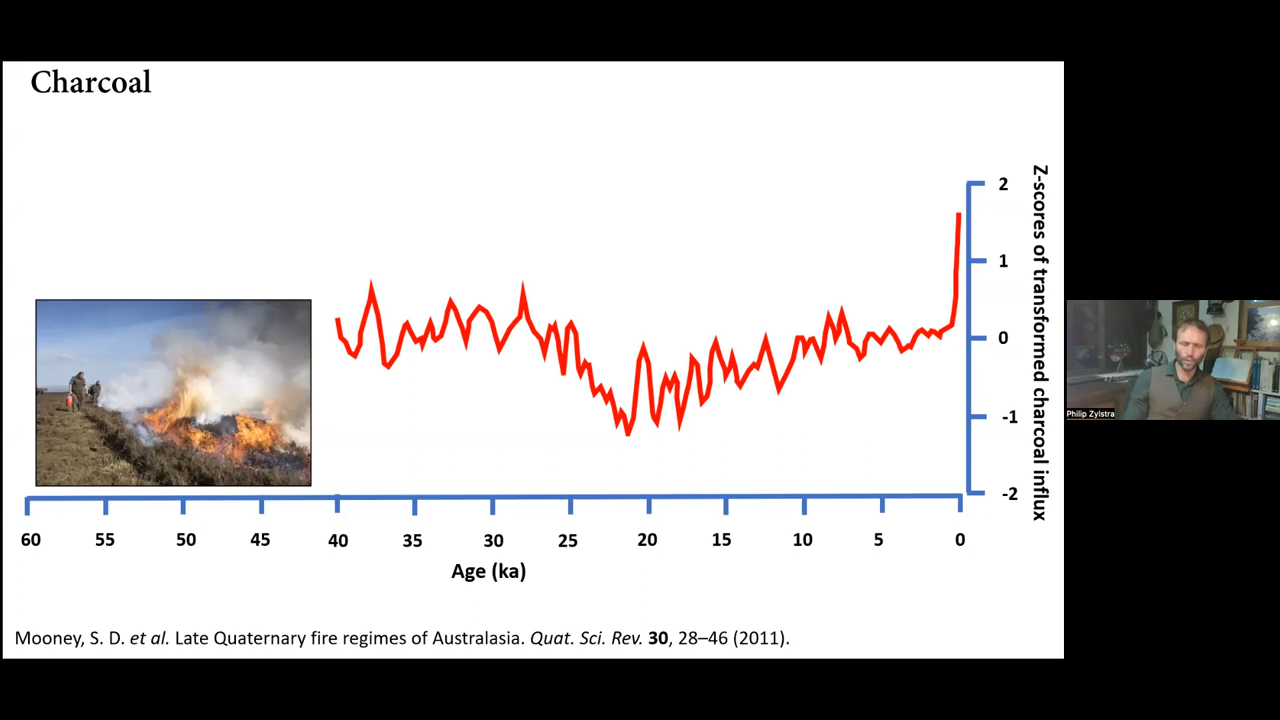 Charcoal
2
1
0
-1
-2
Z-scores of transformed charcoal influx
60 55 50 45 40 35 30 25 20 15 10 5 0
Age (ka)
Mooney, S. D. et al. Late Quaternary fire regimes of Australasia. Quat. Sci. Rev. 30, 28–46 (2011).
Philip Zylstra